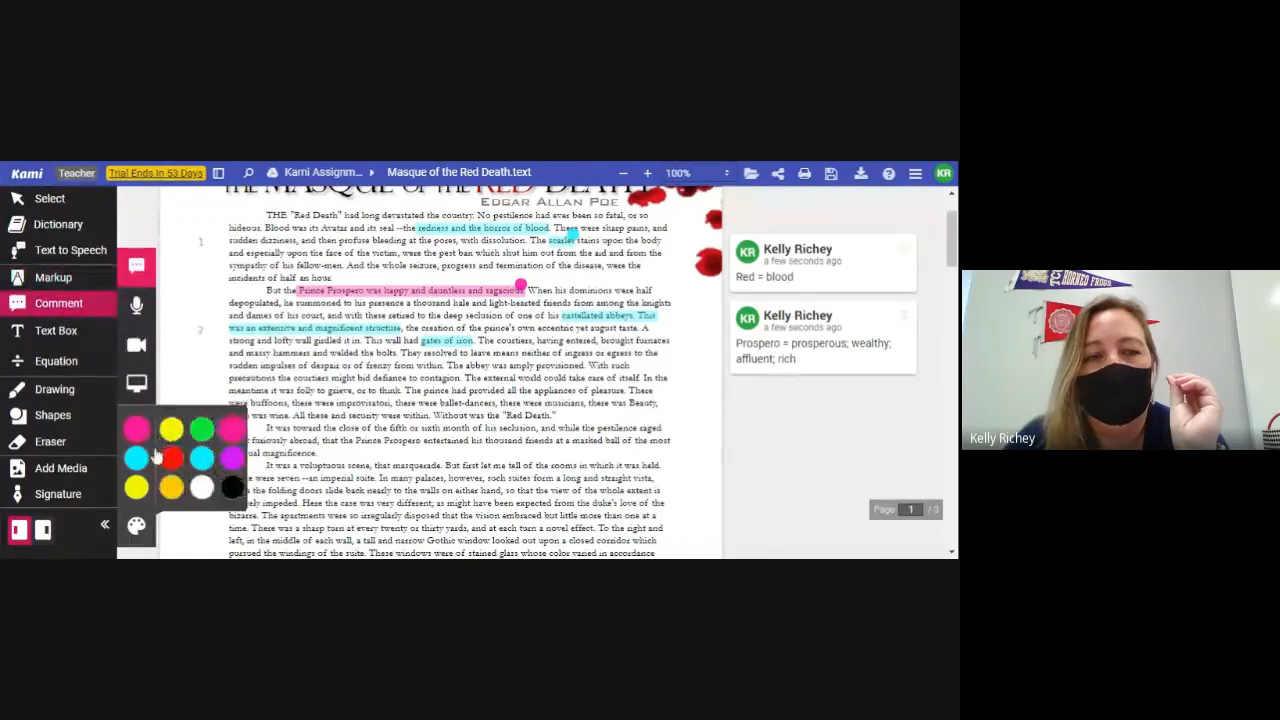 Kami Teacher Trial Ends In 53 Days Kami Assignm... Masque of the Red Death.text 100% KR
Select
Dictionary
Text to Speech
Markup
Comment
Text Box
Equation
Drawing
Shapes
Eraser
Add Media
Signature
THE MASQUE OF THE RED DEATH
EDGAR ALLAN POE
1
THE "Red Death" had long devastated the country. No pestilence had ever been so fatal, or so
hideous. Blood was its Avatar and its seal --the redness and the horror of blood. There were sharp pains, and
sudden dizziness, and then profuse bleeding at the pores, with dissolution. The scarlet stains upon the body
and especially upon the face of the victim, were the pest ban which shut him out from the aid and from the
sympathy of his fellow-men. And the whole seizure, progress and termination of the disease, were the
incidents of half an hour.
2
But the Prince Prospero was happy and dauntless and sagacious. When his dominions were half
depopulated, he summoned to his presence a thousand hale and light-hearted friends from among the knights
and dames of his court, and with these retired to the deep seclusion of one of his castellated abbeys. This
was an extensive and magnificent structure, the creation of the prince's own eccentric yet august taste. A
strong and lofty wall girdled it in. This wall had gates of iron. The courtiers, having entered, brought furnaces
and massy hammers and welded the bolts. They resolved to leave means neither of ingress or egress to the
sudden impulses of despair or of frenzy from within. The abbey was amply provisioned. With such
precautions the courtiers might bid defiance to contagion. The external world could take care of itself. In the
meantime it was folly to grieve, or to think. The prince had provided all the appliances of pleasure. There
were buffoons, there were improvisatori, there were ballet-dancers, there were musicians, there was Beauty,
was wine. All these and security were within. Without was the "Red Death."
It was toward the close of the fifth or sixth month of his seclusion, and while the pestilence raged
furiously abroad, that the Prince Prospero entertained his thousand friends at a masked ball of the most
magnificence.
It was a voluptuous scene, that masquerade. But first let me tell of the rooms in which it was held.
were seven --an imperial suite. In many palaces, however, such suites form a long and straight vista,
the folding doors slide back nearly to the walls on either hand, so that the view of the whole extent is
impeded. Here the case was very different; as might have been expected from the duke's love of the
bizarre. The apartments were so irregularly disposed that the vision embraced but little more than one at a
time. There was a sharp turn at every twenty or thirty yards, and at each turn a novel effect. To the right and
left, in the middle of each wall, a tall and narrow Gothic window looked out upon a closed corridor which
pursued the windings of the suite. These windows were of stained glass whose color varied in accordance
KR Kelly Richey
a few seconds ago
Red = blood
KR Kelly Richey
a few seconds ago
Prospero = prosperous; wealthy;
affluent; rich
Page 1 / 3
HORNED FROGS
TC
Kelly Richey